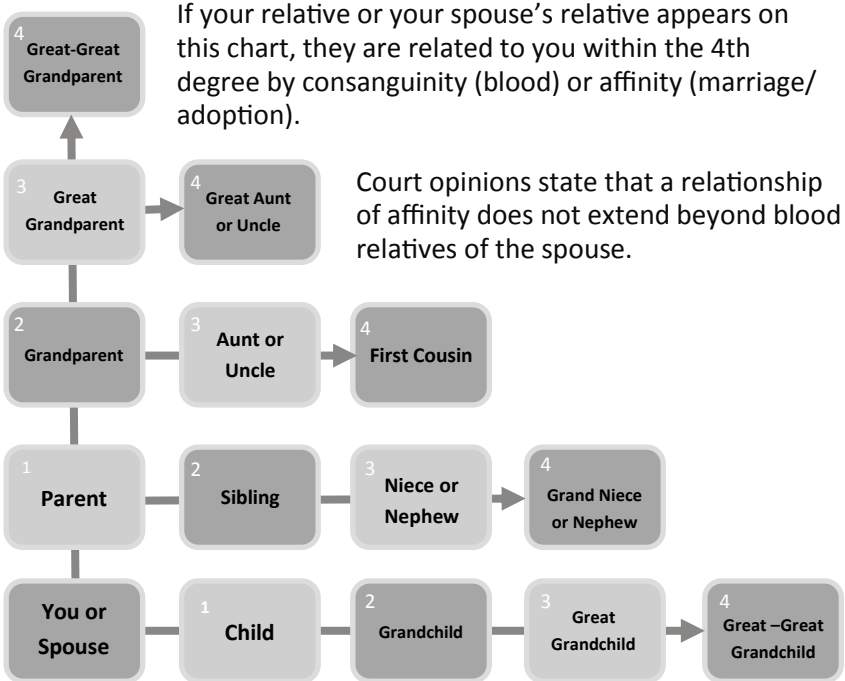 If your relative or your spouse's relative appears on
this chart, they are related to you within the 4th
degree by consanguinity (blood) or affinity (marriage/
adoption).
4
Great-Great
Grandparent
3
Great
Grandparent
4
Great Aunt
or Uncle
Court opinions state that a relationship
of affinity does not extend beyond blood
relatives of the spouse.
2
Grandparent
3
Aunt or
Uncle
4
First Cousin
1
Parent
2
Sibling
3
Niece or
Nephew
4
Grand Niece
or Nephew
You or
Spouse
1
Child
2
Grandchild
3
Great
Grandchild
4
Great –Great
Grandchild